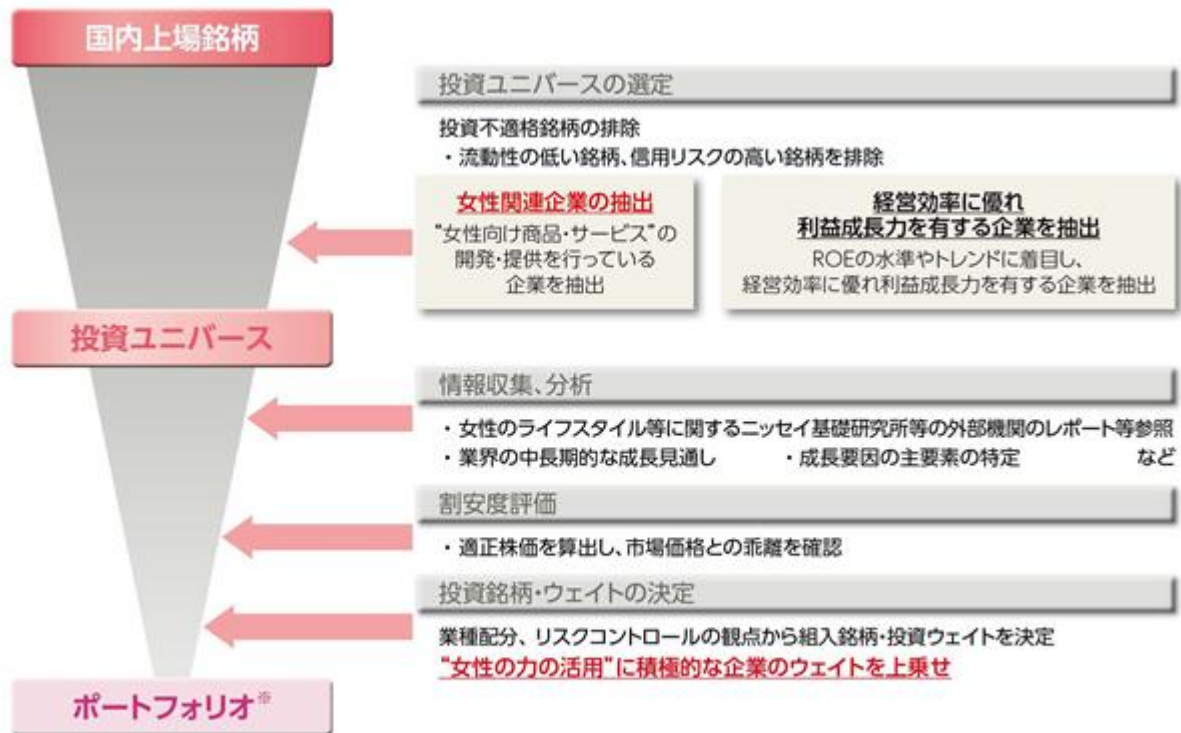 国内上場銘柄
投資ユニバースの選定
投資不適格銘柄の排除
・流動性の低い銘柄、信用リスクの高い銘柄を排除
女性関連企業の抽出
"女性向け商品・サービス"の
開発・提供を行っている
企業を抽出
経営効率に優れ
利益成長力を有する企業を抽出
ROEの水準やトレンドに着目し、
経営効率に優れ利益成長力を有する企業を抽出
投資ユニバース
情報収集、分析
・女性のライフスタイル等に関するニッセイ基礎研究所等の外部機関のレポート等参照
・業界の中長期的な成長見通し ・成長要因の主要素の特定 など
割安度評価
・適正株価を算出し、市場価格との乖離を確認
投資銘柄・ウェイトの決定
業種配分、リスクコントロールの観点から組入銘柄・投資ウェイトを決定
"女性の力の活用"に積極的な企業のウェイトを上乗せ
ポートフォリオ※